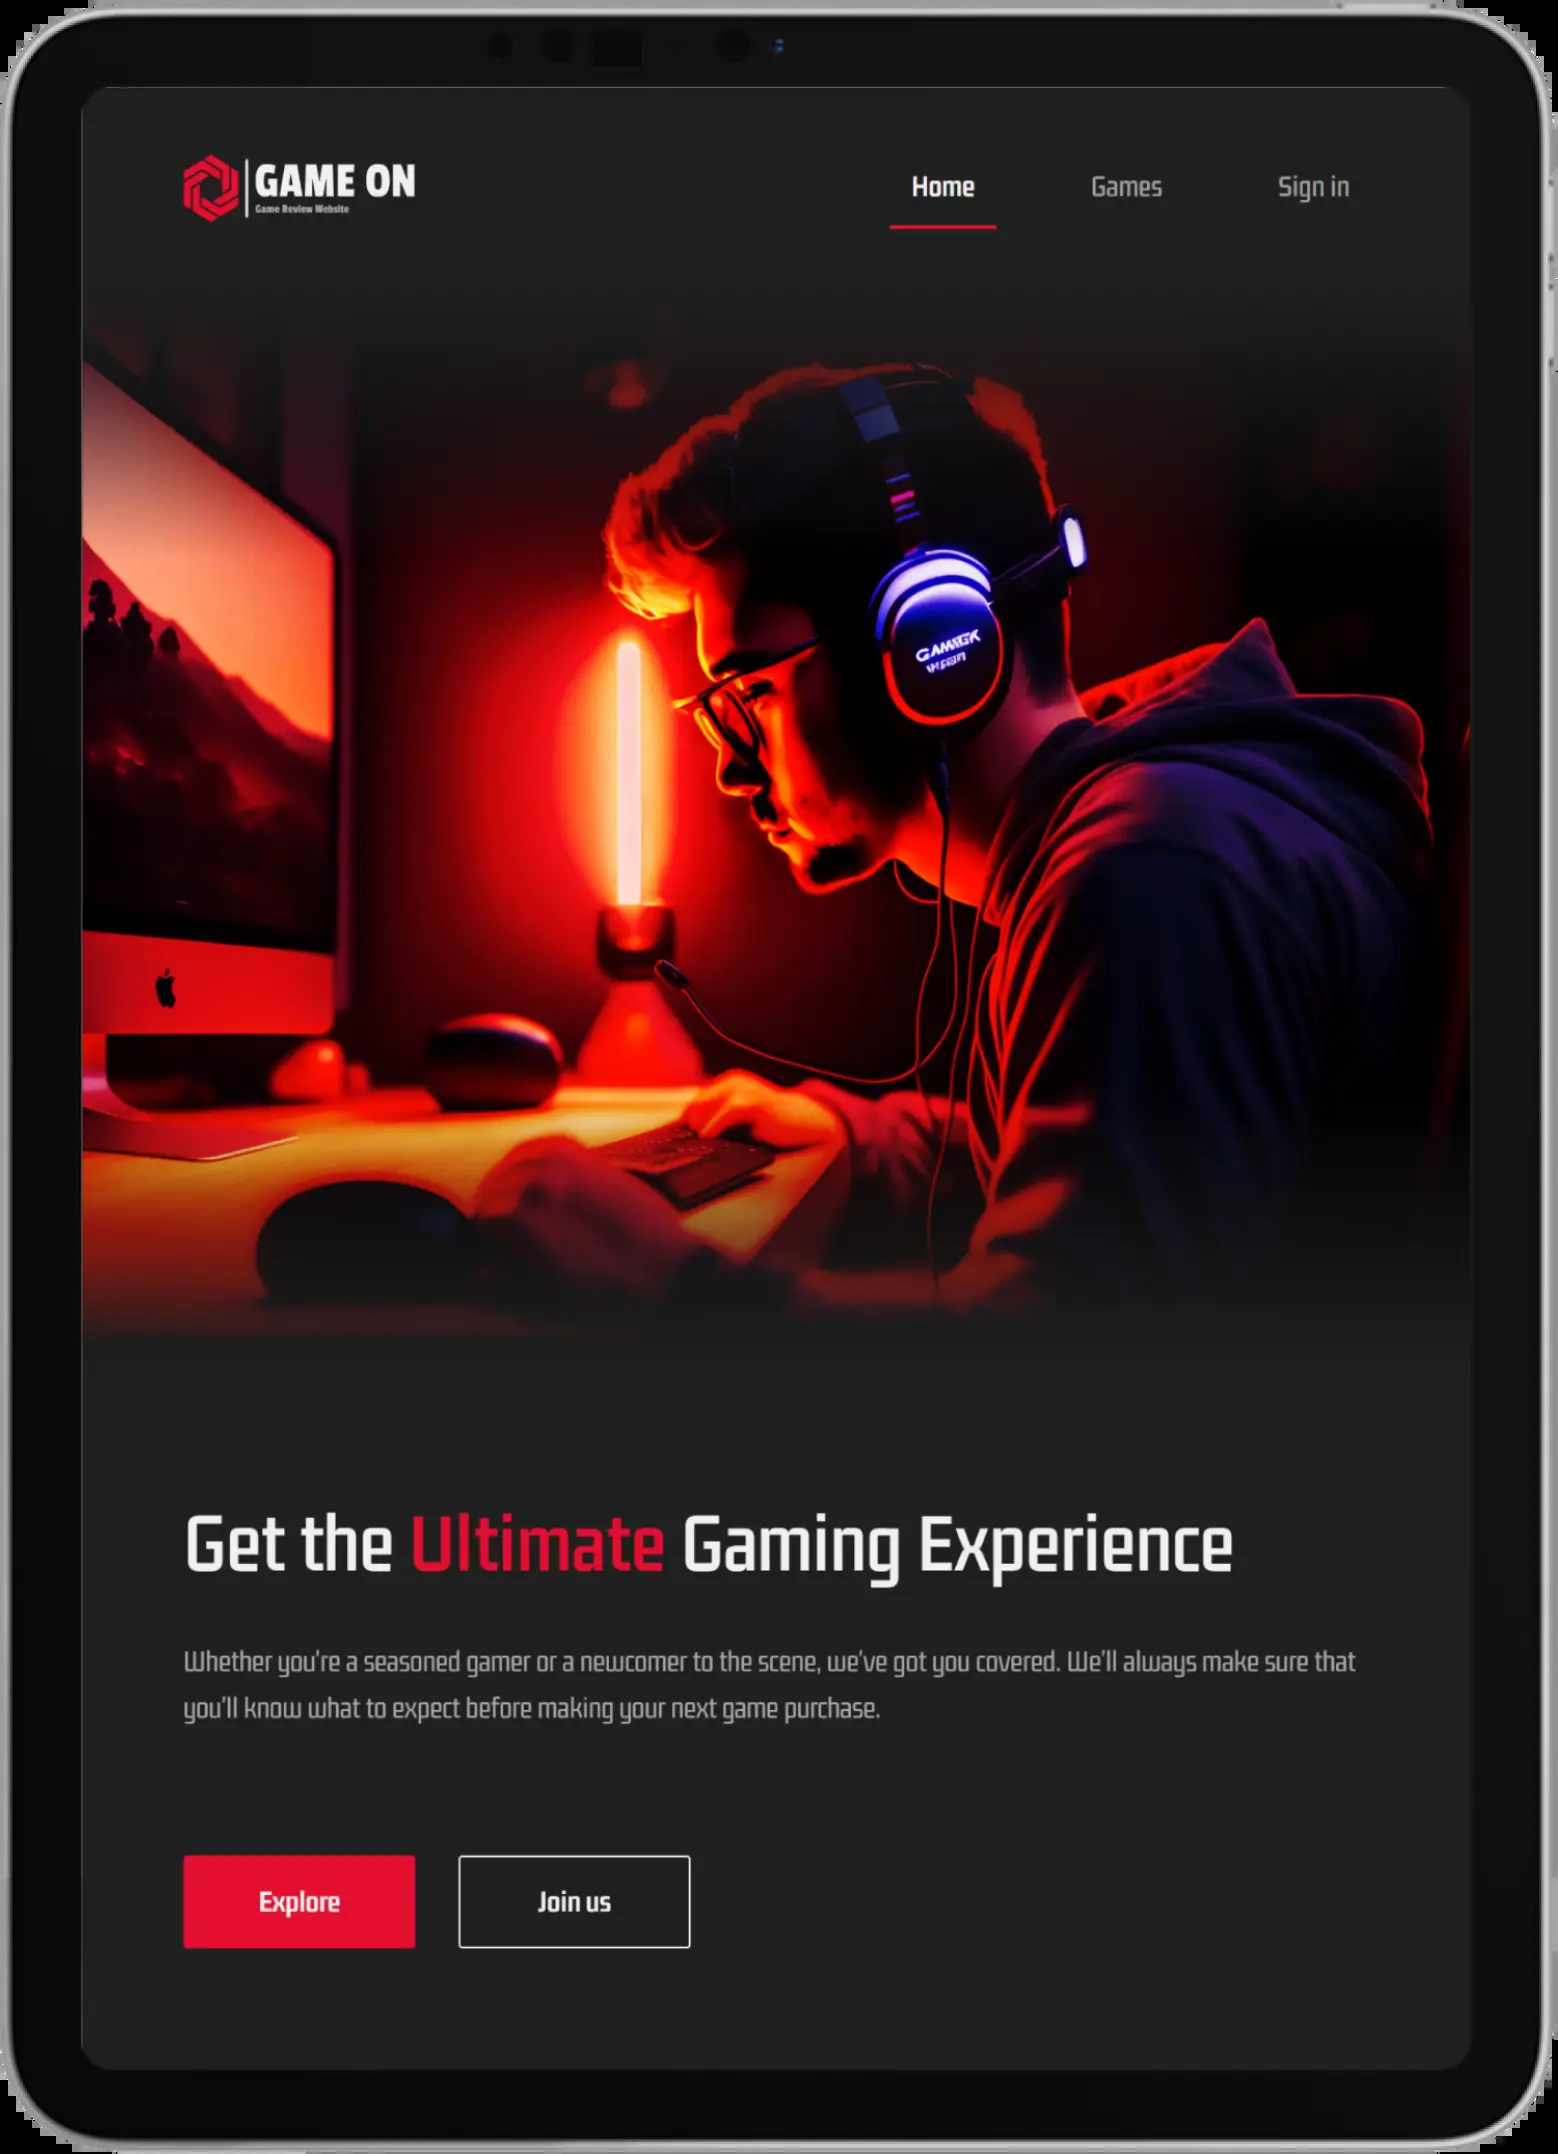 GAME ON
Game Review Website
Home
Games
Sign in
Get the Ultimate Gaming Experience
Whether you're a seasoned gamer or a newcomer to the scene, we've got you covered. We'll always make sure that
you'll know what to expect before making your next game purchase.
Explore
Join us